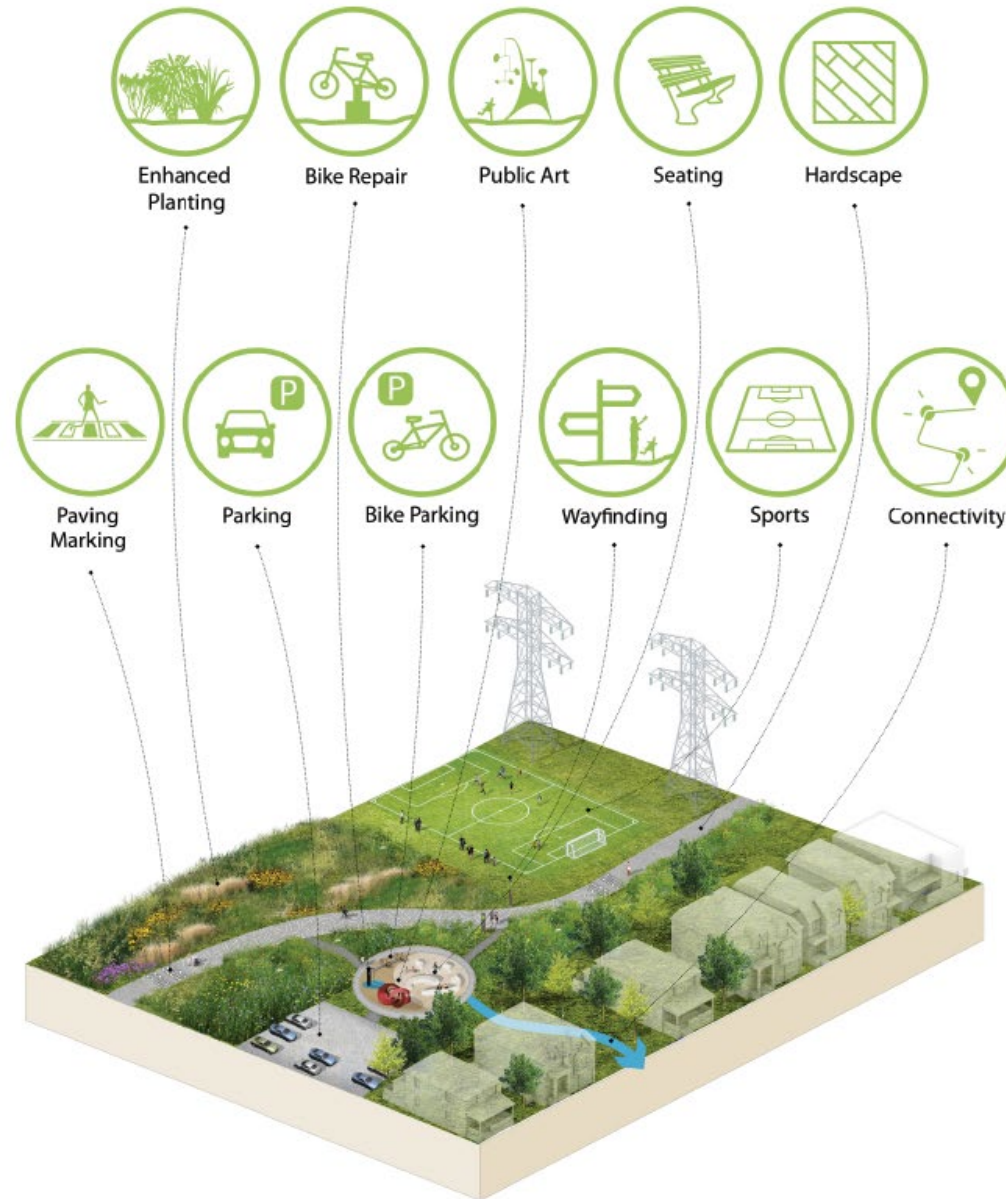 Enhanced
Planting
Bike Repair
Public Art
Seating
Hardscape
P
P
Paving
Marking
Parking
Bike Parking
Wayfinding
Sports
Connectivity